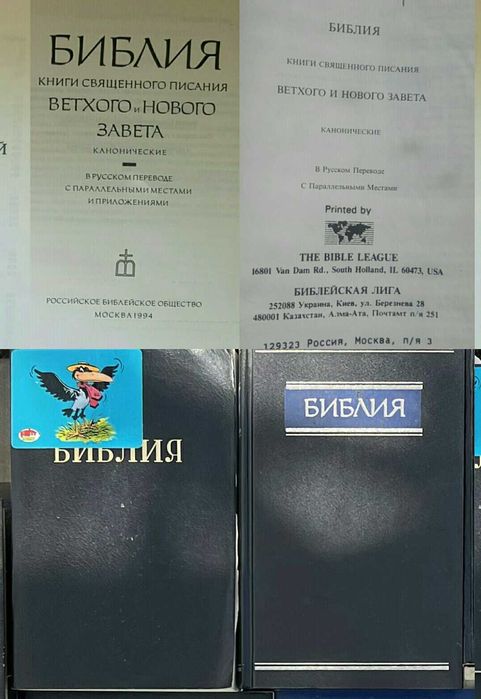 БИБЛИЯ
КНИГИ СВЯЩЕННОГО ПИСАНИЯ
ВЕТХОГО И НОВОГО
ЗАВЕТА
КАНОНИЧЕСКИЕ
В РУССКОМ ПЕРЕВОДЕ
С ПАРАЛЛЕЛЬНЫМИ МЕСТАМИ
И ПРИЛОЖЕНИЯМИ
РОССИЙСКОЕ БИБЛЕЙСКОЕ ОБЩЕСТВО
МОСКВА 1994
Й
БИБЛИЯ
КНИГИ СВЯЩЕННОГО ПИСАНИЯ
ВЕТХОГО И НОВОГО ЗАВЕТА
КАНОНИЧЕСКИЕ
В Русском Переводе
С Параллельными Местами
Printed by
THE BIBLE LEAGUE
16801 Van Dam Rd., South Holland, IL 60473, USA
БИБЛЕЙСКАЯ ЛИГА
252088 Украина, Киев, ул. Березнева 28
480001 Казахстан, Алма-Ата, Почтамт п/я 251
129323 Россия, Москва, п/я 3
БИБЛИЯ
БИБЛИЯ